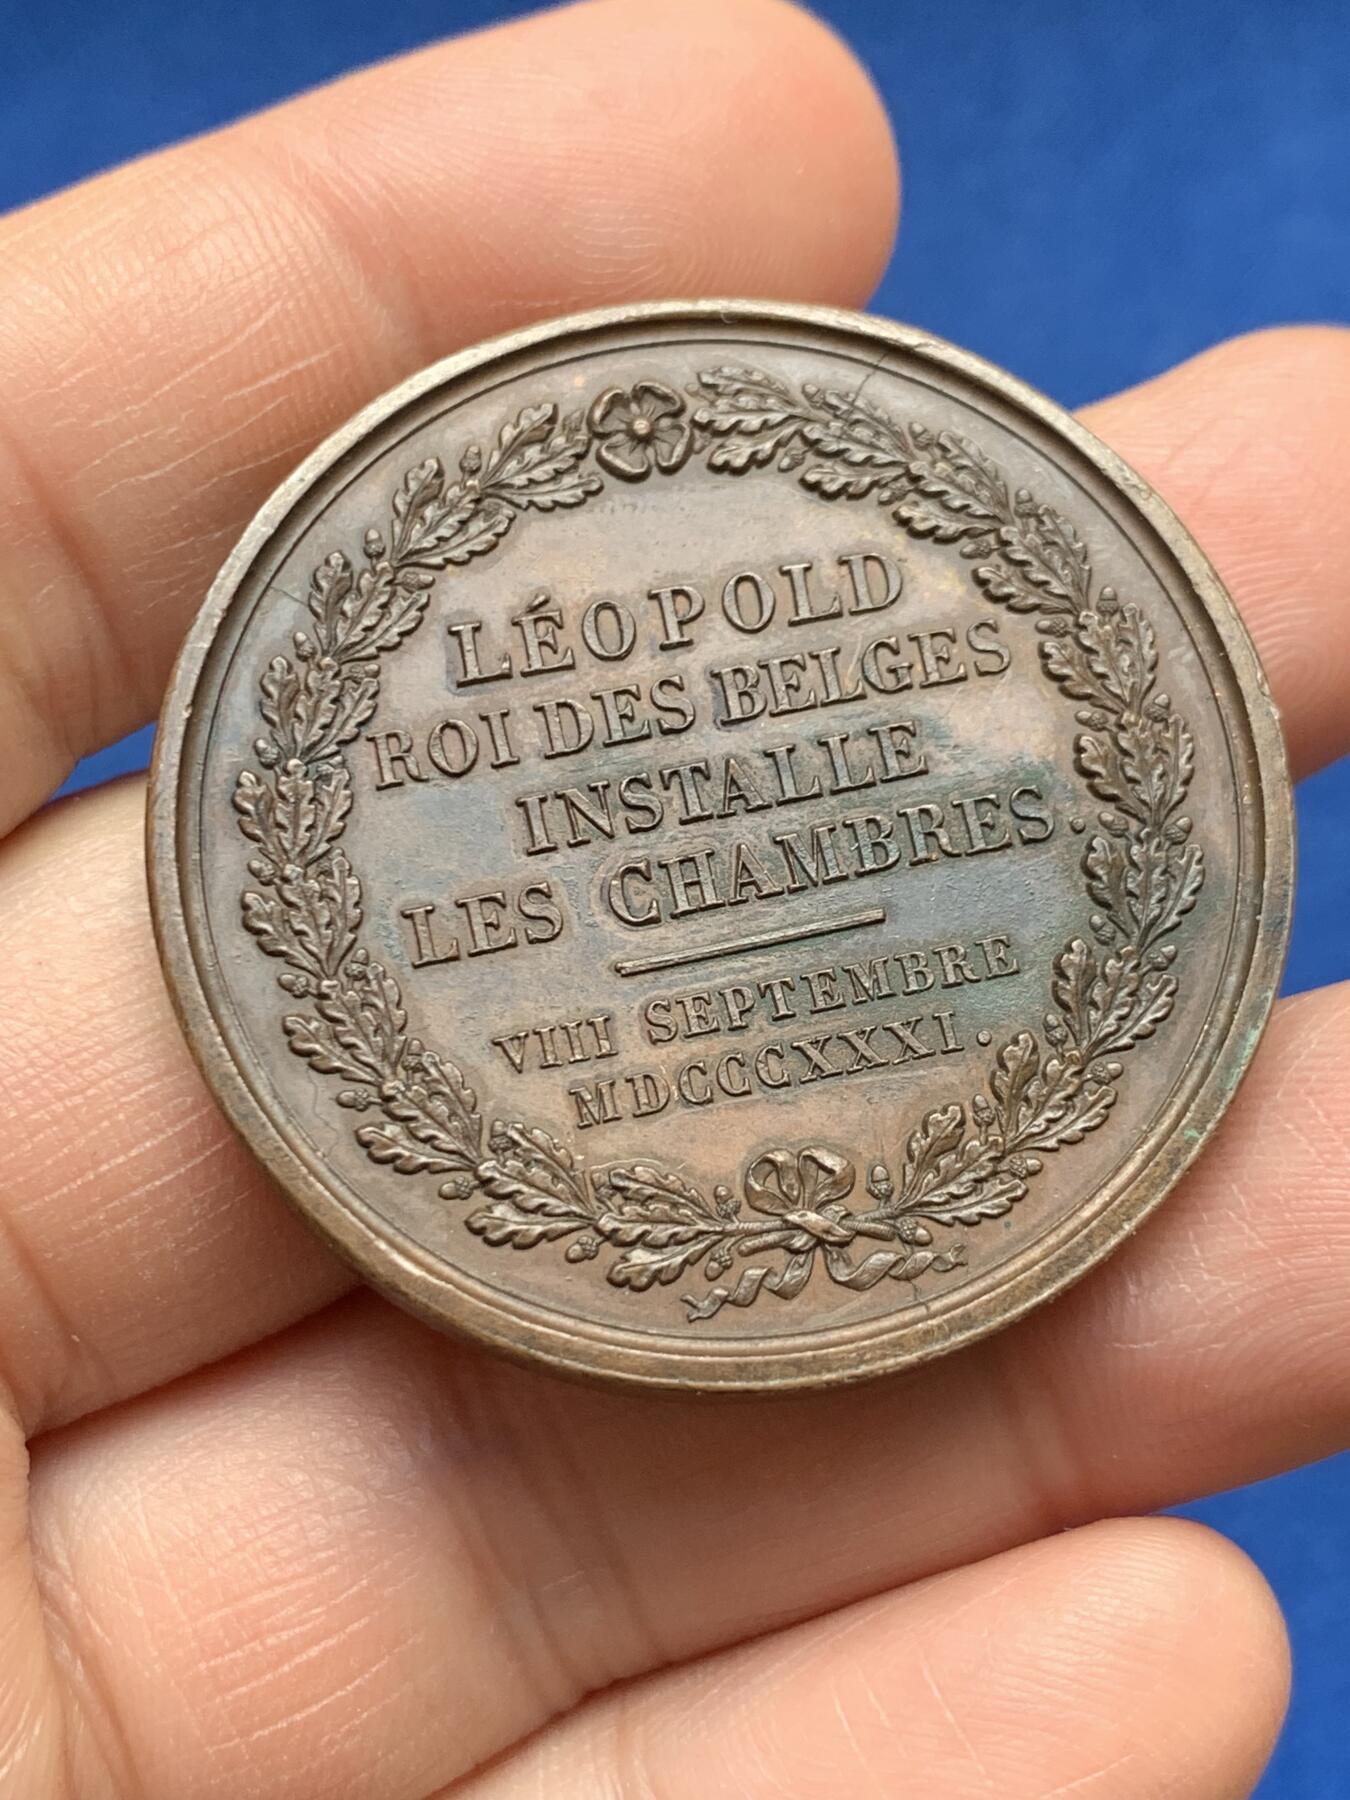 LÉOPOLD
ROI DES BELGES
INSTALLE
LES CHAMBRES.
VIII SEPTEMBRE
MDCCCXXXI.